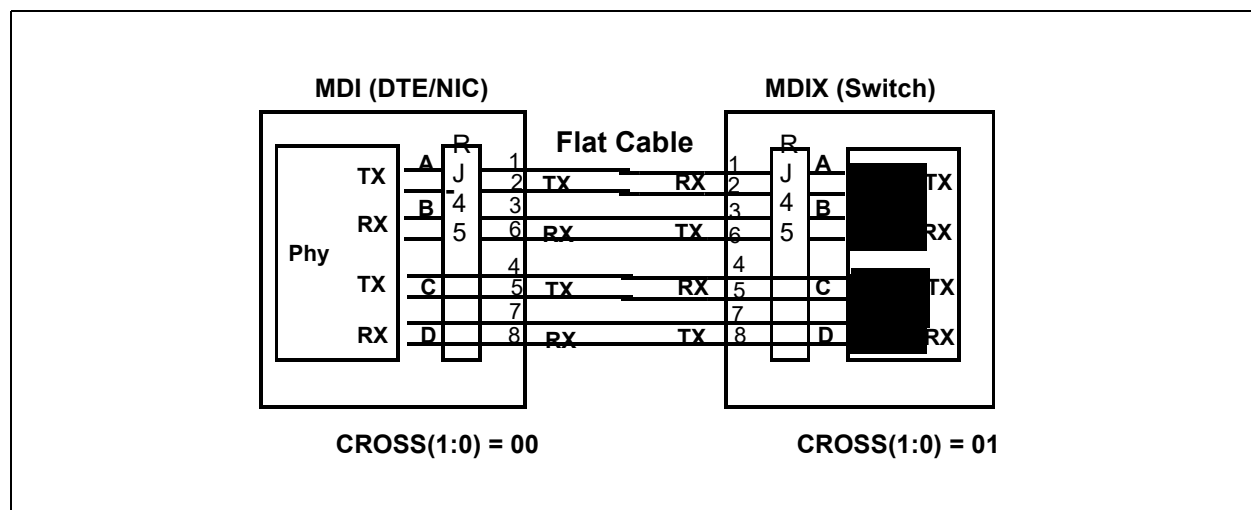 MDI (DTE/NIC)
MDIX (Switch)
Flat Cable
Phy
TX
RX
TX
RX
A
-
B
C
D
R
J
4
5
1
2
3
6
4
5
7
8
TX
RX
TX
RX
RX
TX
RX
TX
1
2
3
6
4
5
7
8
R
J
4
5
A
B
C
D
TX
RX
TX
RX
CROSS(1:0) = 00
CROSS(1:0) = 01